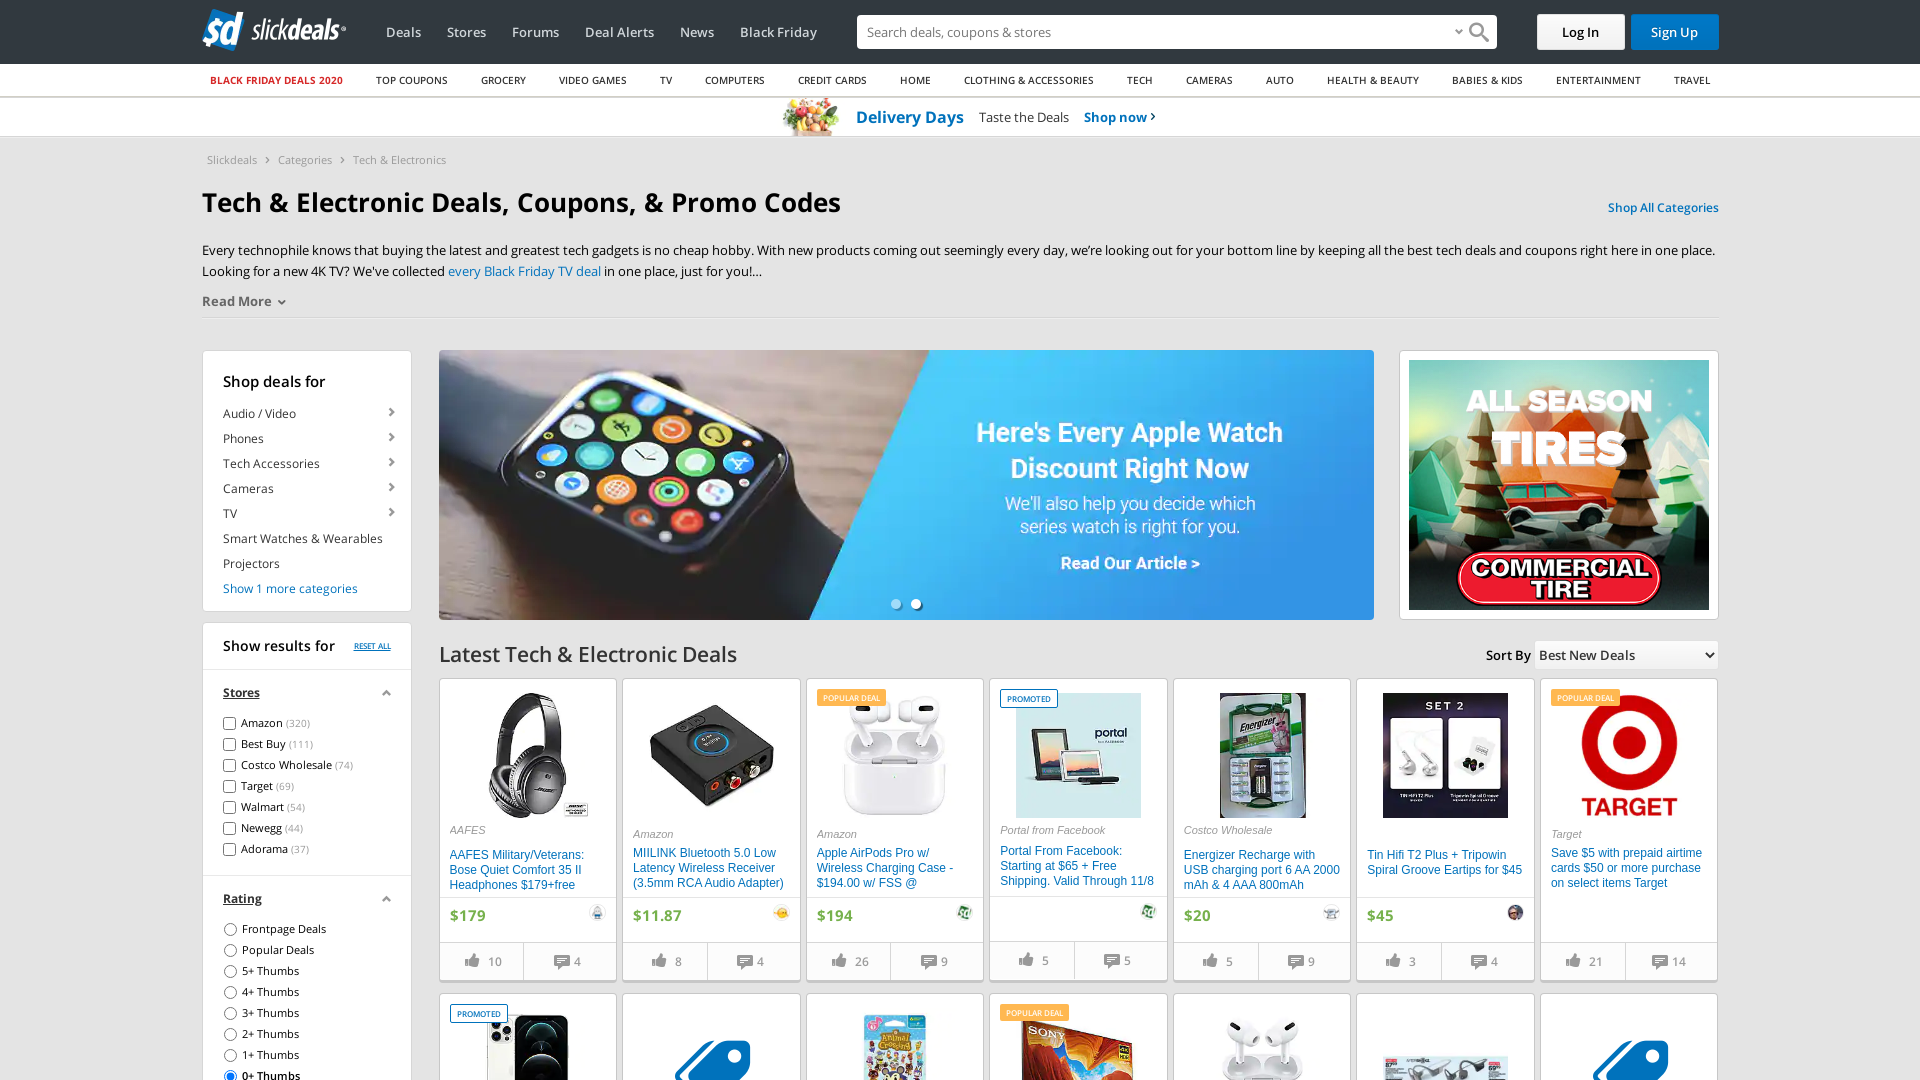 slickdeals
Deals Stores Forums Deal Alerts News Black Friday
Search deals, coupons & stores
Log In Sign Up
BLACK FRIDAY DEALS 2020 TOP COUPONS GROCERY VIDEO GAMES TV COMPUTERS CREDIT CARDS HOME CLOTHING & ACCESSORIES TECH CAMERAS AUTO HEALTH & BEAUTY BABIES & KIDS ENTERTAINMENT TRAVEL
Delivery Days Taste the Deals Shop now
Slickdeals Categories Tech & Electronics
Tech & Electronic Deals, Coupons, & Promo Codes
Shop All Categories
Every technophile knows that buying the latest and greatest tech gadgets is no cheap hobby. With new products coming out seemingly every day, we’re looking out for your bottom line by keeping all the best tech deals and coupons right here in one place.
Looking for a new 4K TV? We've collected every Black Friday TV deal in one place, just for you!…
Read More
Shop deals for
Audio / Video
Phones
Tech Accessories
Cameras
TV
Smart Watches & Wearables
Projectors
Show 1 more categories
Here's Every Apple Watch
Discount Right Now
We'll also help you decide which
series watch is right for you.
Read Our Article >
ALL SEASON
TIRES
COMMERCIAL
TIRE
Show results for RESET ALL
Stores
Amazon (320)
Best Buy (111)
Costco Wholesale (74)
Target (69)
Walmart (54)
Newegg (44)
Adorama (37)
Rating
Frontpage Deals
Popular Deals
5+ Thumbs
4+ Thumbs
3+ Thumbs
2+ Thumbs
1+ Thumbs
0+ Thumbs
Latest Tech & Electronic Deals
Sort By Best New Deals
AAFES
AAFES Military/Veterans:
Bose Quiet Comfort 35 II
Headphones $179+free
$179
10 4
Amazon
MIILINK Bluetooth 5.0 Low
Latency Wireless Receiver
(3.5mm RCA Audio Adapter)
$11.87
8 4
POPULAR DEAL
Amazon
Apple AirPods Pro w/
Wireless Charging Case -
$194.00 w/ FSS @
$194
26 9
PROMOTED
portal
Portal from Facebook
Portal From Facebook:
Starting at $65 + Free
Shipping. Valid Through 11/8
5 5
Energizer
Costco Wholesale
Energizer Recharge with
USB charging port 6 AA 2000
mAh & 4 AAA 800mAh
$20
5 9
SET 2
TIN HiFi T2 Plus Tripowin Spiral Groove
Tin Hifi T2 Plus + Tripowin
Spiral Groove Eartips for $45
$45
3 4
POPULAR DEAL
TARGET
Target
Save $5 with prepaid airtime
cards $50 or more purchase
on select items Target
21 14
PROMOTED
Animal
Crossing
POPULAR DEAL
SONY